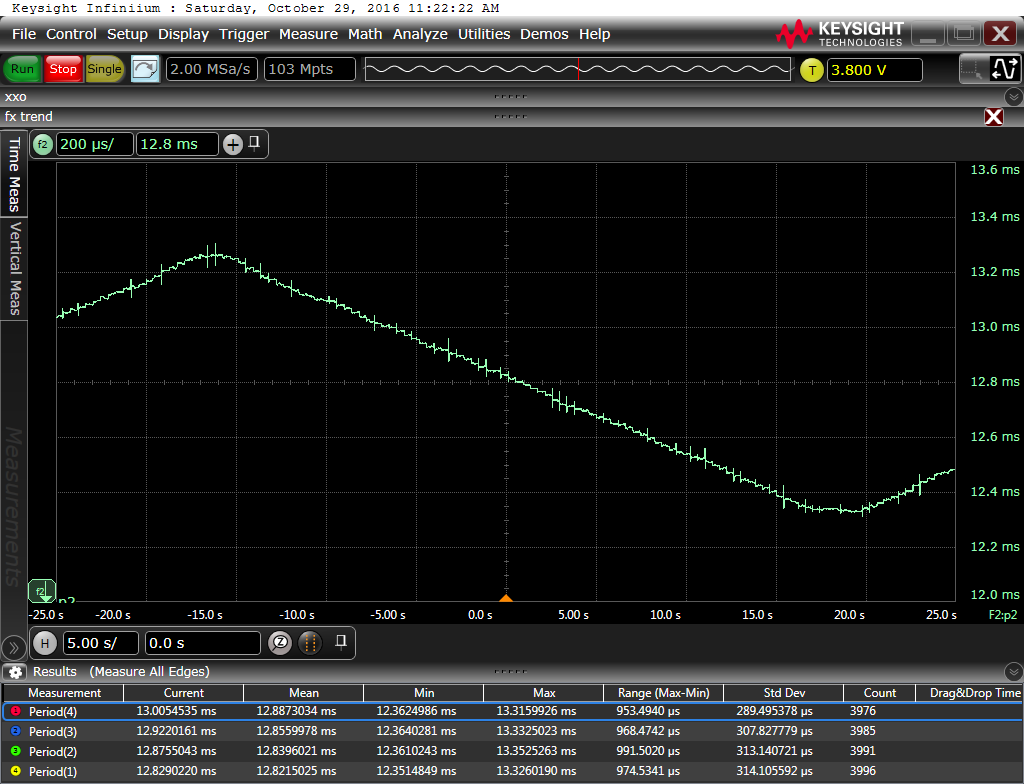 Keysight Infiniium : Saturday, October 29, 2016 11:22:22 AM
File Control Setup Display Trigger Measure Math Analyze Utilities Demos Help
KEYSIGHT
TECHNOLOGIES
Run Stop Single 2.00 MSa/s 103 Mpts T 3.800 V
xxo
fx trend
f2 200 µs/ 12.8 ms
Time Meas
Vertical Meas
Measurements
13.6 ms
13.4 ms
13.2 ms
13.0 ms
12.8 ms
12.6 ms
12.4 ms
12.2 ms
12.0 ms
f2
-25.0 s -20.0 s -15.0 s -10.0 s -5.00 s 0.0 s 5.00 s 10.0 s 15.0 s 20.0 s 25.0 s F2:p2
H 5.00 s/ 0.0 s
Results (Measure All Edges)
Measurement Current Mean Min Max Range (Max-Min) Std Dev Count Drag&Drop Time
Period(4) 13.0054535 ms 12.8873034 ms 12.3624986 ms 13.3159926 ms 953.4940 µs 289.495378 µs 3976
2 Period(3) 12.9220161 ms 12.8559978 ms 12.3640281 ms 13.3325023 ms 968.4742 µs 307.827779 µs 3985
3 Period(2) 12.8755043 ms 12.8396021 ms 12.3610243 ms 13.3525263 ms 991.5020 µs 313.140721 µs 3991
4 Period(1) 12.8290220 ms 12.8215025 ms 12.3514849 ms 13.3260190 ms 974.5341 µs 314.105592 µs 3996